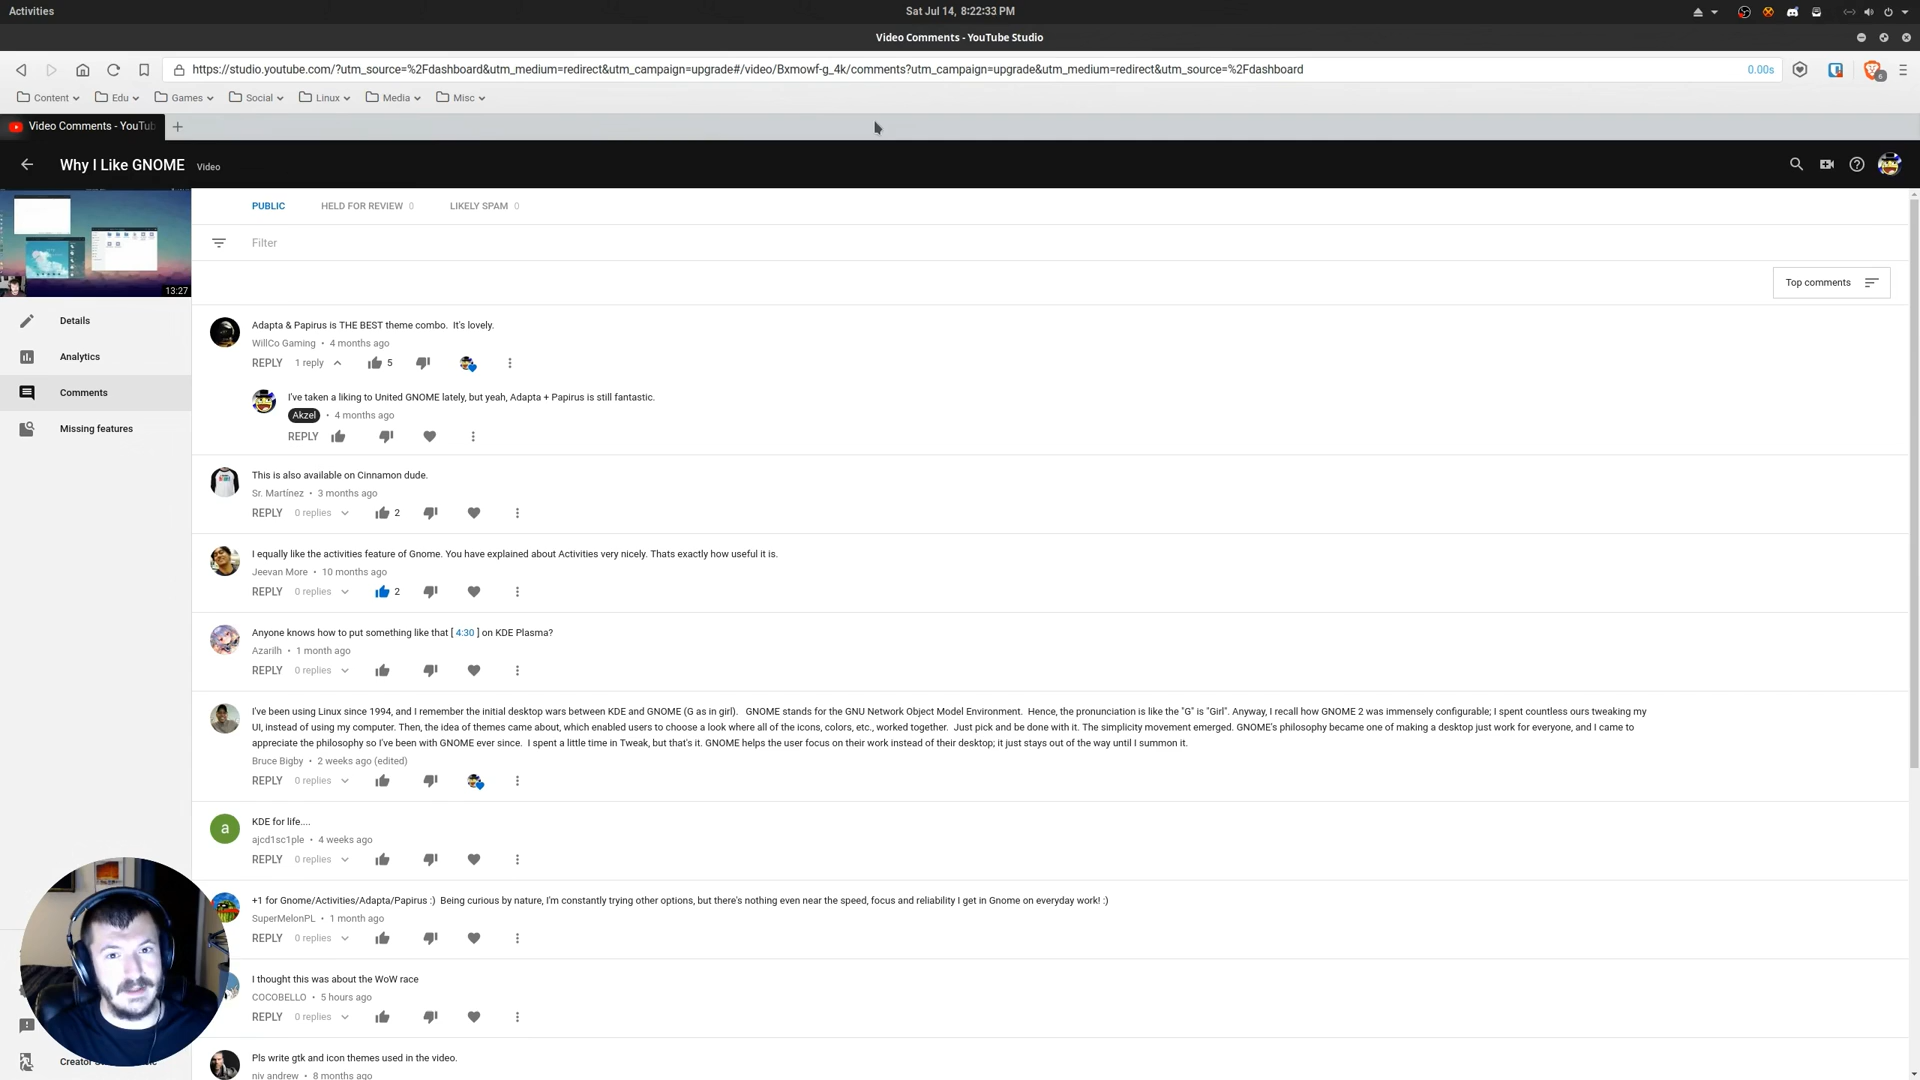 Activities
Sat Jul 14, 8:22:33 PM
Video Comments - YouTube Studio
https://studio.youtube.com/?utm_source=%2Fdashboard&utm_medium=redirect&utm_campaign=upgrade#/video/Bxmowf-g_4k/comments?utm_campaign=upgrade&utm_medium=redirect&utm_source=%2Fdashboard
0.00s
6
Content Edu Games Social Linux Media Misc
Video Comments - YouTub
Why I Like GNOME Video
13:27
Details
Analytics
Comments
Missing features
PUBLIC HELD FOR REVIEW 0 LIKELY SPAM 0
Filter
Top comments
Adapta & Papirus is THE BEST theme combo. It's lovely.
WillCo Gaming • 4 months ago
REPLY 1 reply 5
I've taken a liking to United GNOME lately, but yeah, Adapta + Papirus is still fantastic.
Akzel • 4 months ago
REPLY
This is also available on Cinnamon dude.
Sr. Martínez • 3 months ago
REPLY 0 replies 2
I equally like the activities feature of Gnome. You have explained about Activities very nicely. Thats exactly how useful it is.
Jeevan More • 10 months ago
REPLY 0 replies 2
Anyone knows how to put something like that [ 4:30 ] on KDE Plasma?
Azarilh • 1 month ago
REPLY 0 replies
I've been using Linux since 1994, and I remember the initial desktop wars between KDE and GNOME (G as in girl). GNOME stands for the GNU Network Object Model Environment. Hence, the pronunciation is like the "G" is "Girl". Anyway, I recall how GNOME 2 was immensely configurable; I spent countless ours tweaking my
UI, instead of using my computer. Then, the idea of themes came about, which enabled users to choose a look where all of the icons, colors, etc., worked together. Just pick and be done with it. The simplicity movement emerged. GNOME's philosophy became one of making a desktop just work for everyone, and I came to
appreciate the philosophy so I've been with GNOME ever since. I spent a little time in Tweak, but that's it. GNOME helps the user focus on their work instead of their desktop; it just stays out of the way until I summon it.
Bruce Bigby • 2 weeks ago (edited)
REPLY 0 replies
KDE for life....
a
ajcd1sc1ple • 4 weeks ago
REPLY 0 replies
+1 for Gnome/Activities/Adapta/Papirus :) Being curious by nature, I'm constantly trying other options, but there's nothing even near the speed, focus and reliability I get in Gnome on everyday work! :)
SuperMelonPL • 1 month ago
REPLY 0 replies
I thought this was about the WoW race
COCOBELLO • 5 hours ago
REPLY 0 replies
Pls write gtk and icon themes used in the video.
niv andrew • 8 months ago
Creator